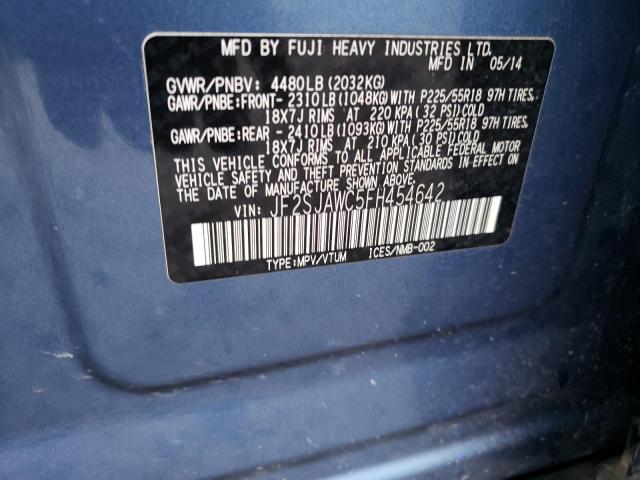 MFD BY FUJI HEAVY INDUSTRIES LTD.
MFD IN 05/14
GVWR/PNBV: 4480LB (2032KG)
GAWR/PNBE:FRONT- 2310LB (1048KG) WITH P225/55R18 97H TIRES,
18X7J RIMS AT 220 KPA (32 PSI) COLD
GAWR/PNBE:REAR - 2410LB (1093KG) WITH P225/55R18 97H TIRES,
18X7J RIMS AT 210 KPA (30 PSI) COLD
THIS VEHICLE CONFORMS TO ALL APPLICABLE FEDERAL MOTOR
VEHICLE SAFETY AND THEFT PREVENTION STANDARDS IN EFFECT ON
THE DATE OF MANUFACTURE SHOWN ABOVE.
VIN: JF2SJAWC5FH454642
TYPE:MPV/VTUM ICES/NMB-002